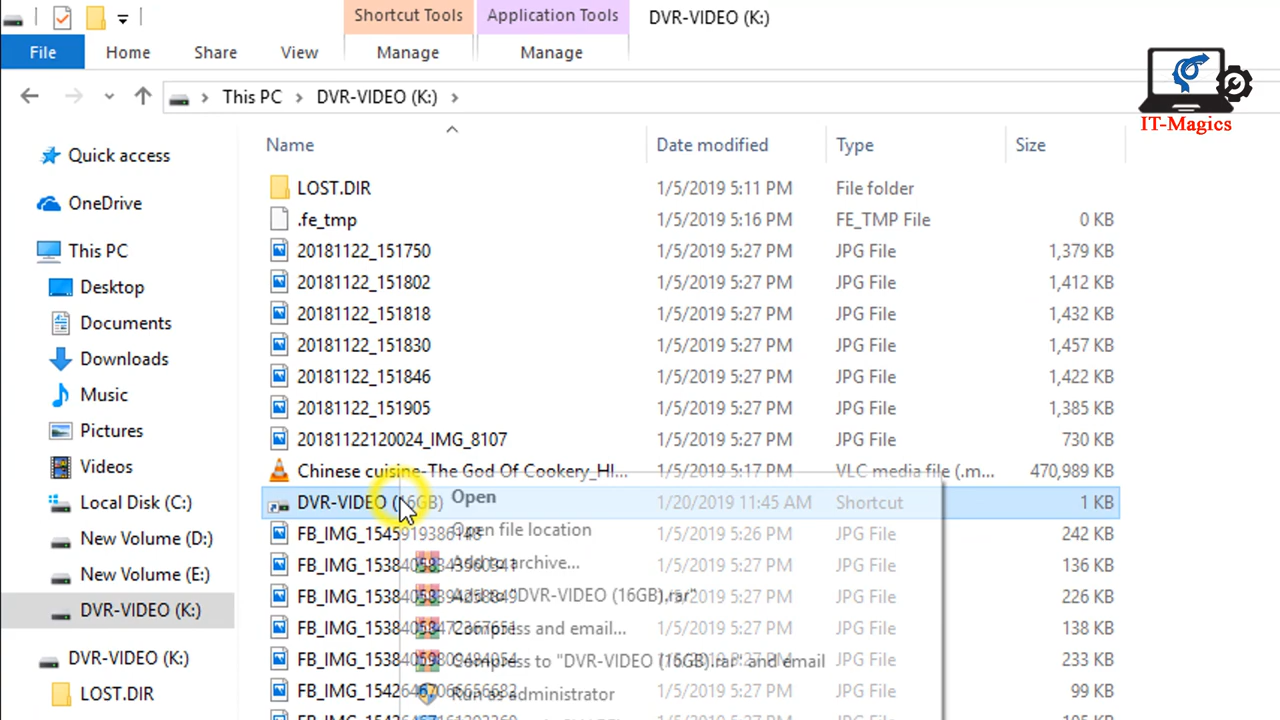 Shortcut Tools Application Tools DVR-VIDEO (K:)
File Home Share View Manage Manage
IT-Magics
This PC DVR-VIDEO (K:)
Name Date modified Type Size
Quick access
OneDrive
This PC
Desktop
Documents
Downloads
Music
Pictures
Videos
Local Disk (C:)
New Volume (D:)
New Volume (E:)
DVR-VIDEO (K:)
DVR-VIDEO (K:)
LOST.DIR
LOST.DIR 1/5/2019 5:11 PM File folder
.fe_tmp 1/5/2019 5:16 PM FE_TMP File 0 KB
20181122_151750 1/5/2019 5:27 PM JPG File 1,379 KB
20181122_151802 1/5/2019 5:27 PM JPG File 1,412 KB
20181122_151818 1/5/2019 5:27 PM JPG File 1,432 KB
20181122_151830 1/5/2019 5:27 PM JPG File 1,457 KB
20181122_151846 1/5/2019 5:27 PM JPG File 1,422 KB
20181122_151905 1/5/2019 5:27 PM JPG File 1,385 KB
20181122120024_IMG_8107 1/5/2019 5:27 PM JPG File 730 KB
Chinese cuisine-The God Of Cookery_HI... 1/5/2019 5:17 PM VLC media file (.m... 470,989 KB
DVR-VIDEO (16GB) 1/20/2019 11:45 AM Shortcut 1 KB
1/5/2019 5:26 PM JPG File 242 KB
1/5/2019 5:27 PM JPG File 136 KB
1/5/2019 5:27 PM JPG File 226 KB
1/5/2019 5:27 PM JPG File 138 KB
1/5/2019 5:27 PM JPG File 233 KB
1/5/2019 5:27 PM JPG File 99 KB
Open
Open file location
Add to archive...
Add to "DVR-VIDEO (16GB).rar"
Compress and email...
Compress to "DVR-VIDEO (16GB).rar" and email
Run as administrator